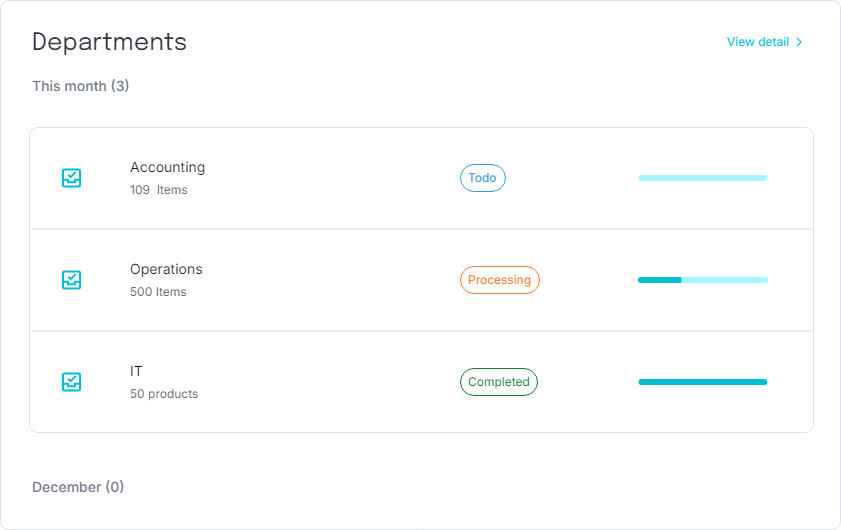 Departments
View detail
This month (3)
Accounting
109 Items
Todo
Operations
500 Items
Processing
IT
50 products
Completed
December (0)